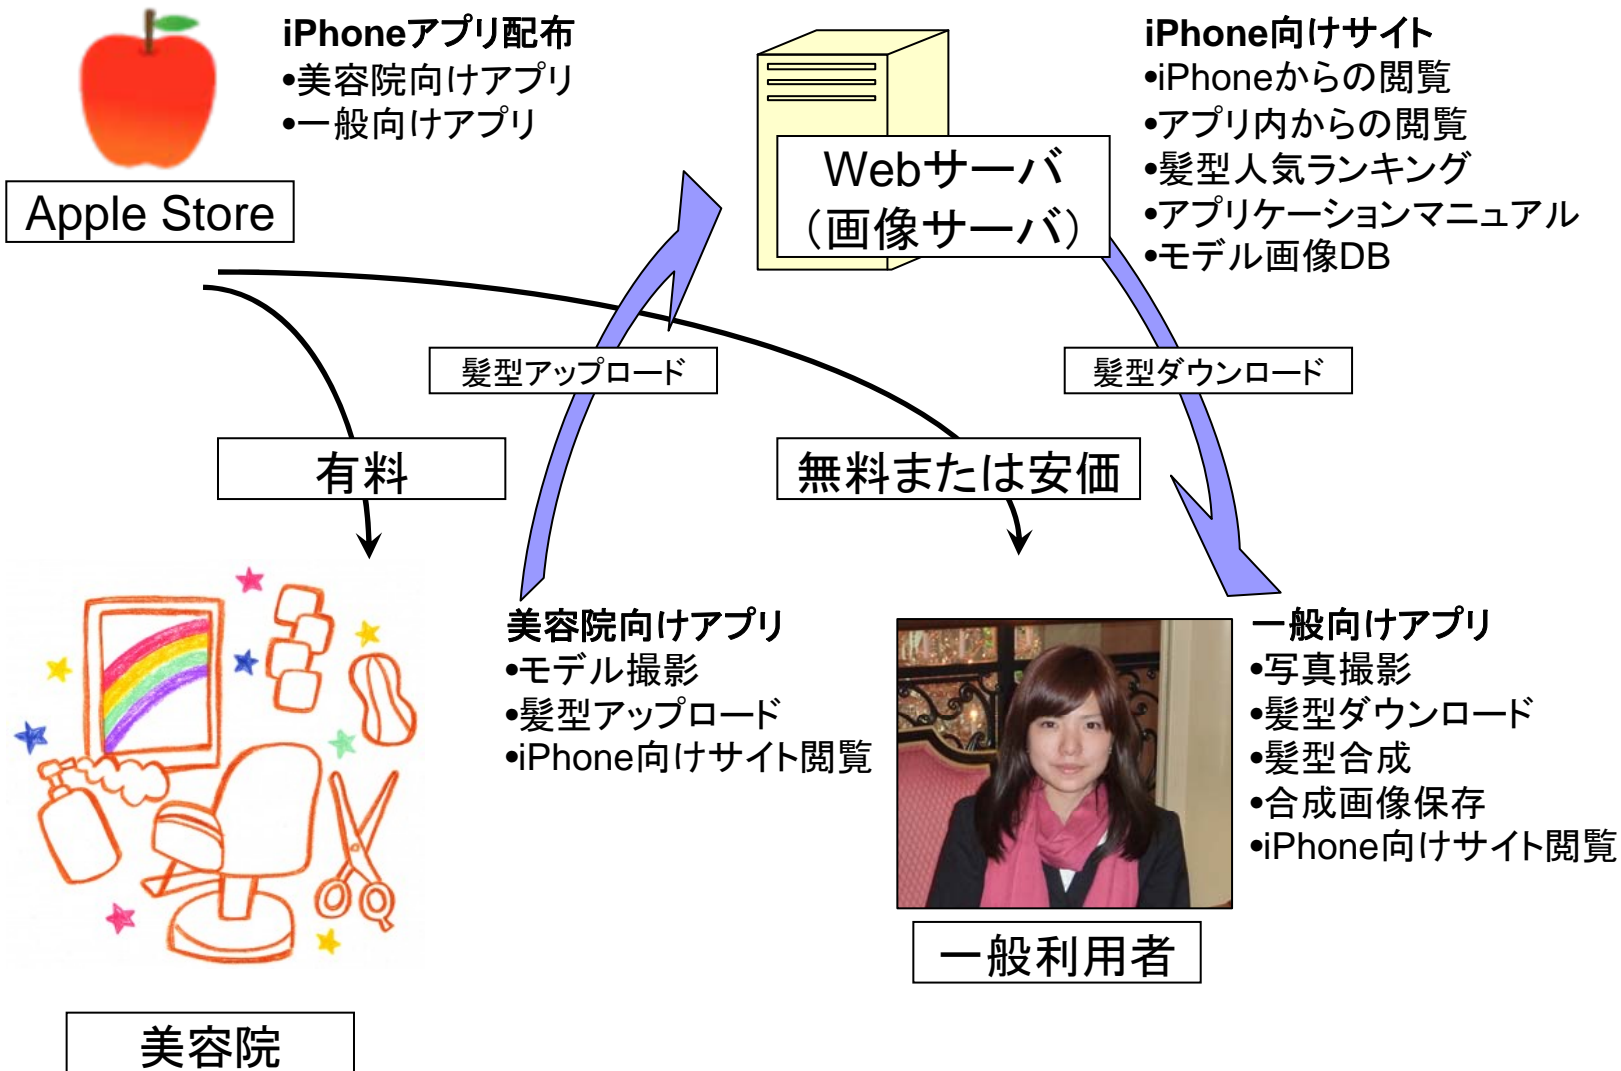 iPhoneアプリ配布
•美容院向けアプリ
•一般向けアプリ
Apple Store
Webサーバ
（画像サーバ）
iPhone向けサイト
•iPhoneからの閲覧
•アプリ内からの閲覧
•髪型人気ランキング
•アプリケーションマニュアル
•モデル画像DB
髪型アップロード
髪型ダウンロード
有料
無料または安価
美容院向けアプリ
•モデル撮影
•髪型アップロード
•iPhone向けサイト閲覧
一般向けアプリ
•写真撮影
•髪型ダウンロード
•髪型合成
•合成画像保存
•iPhone向けサイト閲覧
一般利用者
美容院